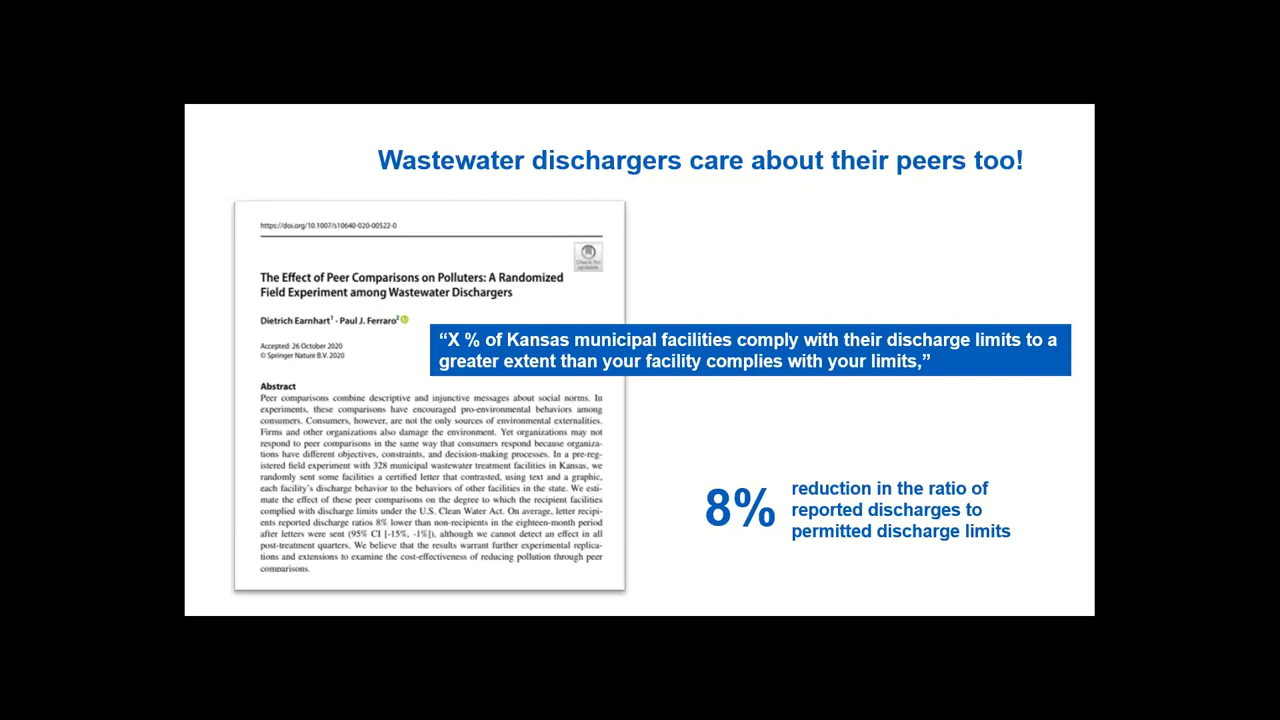 Wastewater dischargers care about their peers too!
https://doi.org/10.1007/s10640-020-00522-0
Check for
updates
The Effect of Peer Comparisons on Polluters: A Randomized
Field Experiment among Wastewater Dischargers
Dietrich Earnhart¹ · Paul J. Ferraro²
Accepted: 26 October 2020
© Springer Nature B.V. 2020
“X % of Kansas municipal facilities comply with their discharge limits to a
greater extent than your facility complies with your limits,”
Abstract
Peer comparisons combine descriptive and injunctive messages about social norms. In
experiments, these comparisons have encouraged pro-environmental behaviors among
consumers. Consumers, however, are not the only sources of environmental externalities.
Firms and other organizations also damage the environment. Yet organizations may not
respond to peer comparisons in the same way that consumers respond because organiza-
tions have different objectives, constraints, and decision-making processes. In a pre-reg-
istered field experiment with 328 municipal wastewater treatment facilities in Kansas, we
randomly sent some facilities a certified letter that contrasted, using text and a graphic,
each facility's discharge behavior to the behaviors of other facilities in the state. We esti-
mate the effect of these peer comparisons on the degree to which the recipient facilities
complied with discharge limits under the U.S. Clean Water Act. On average, letter recipi-
ents reported discharge ratios 8% lower than non-recipients in the eighteen-month period
after letters were sent (95% CI [-15%, -1%]), although we cannot detect an effect in all
post-treatment quarters. We believe that the results warrant further experimental replica-
tions and extensions to examine the cost-effectiveness of reducing pollution through peer
comparisons.
8%
reduction in the ratio of
reported discharges to
permitted discharge limits